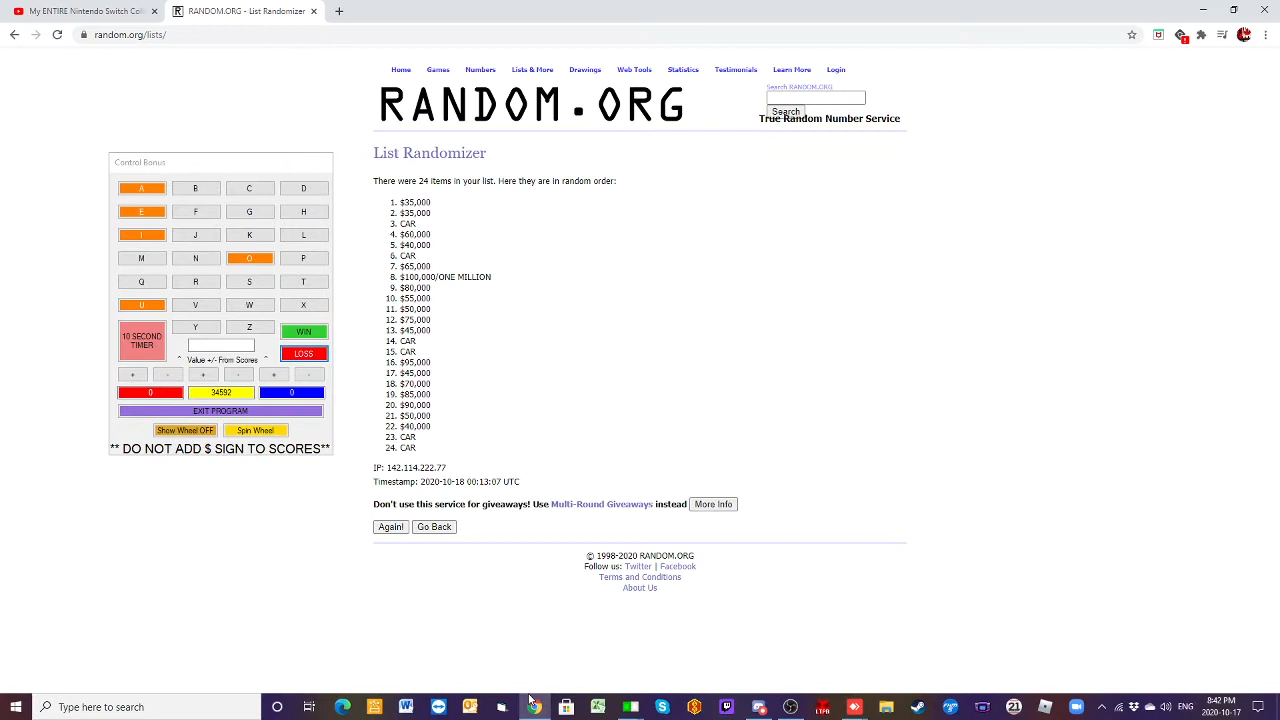 My ENTIRE Nintendo Switch Coll
RANDOM.ORG - List Randomizer
random.org/lists/
Home Games Numbers Lists & More Drawings Web Tools Statistics Testimonials Learn More Login
RANDOM.ORG
Search RANDOM.ORG
Search
True Random Number Service
List Randomizer
There were 24 items in your list. Here they are in random order:
1. $35,000
2. $35,000
3. CAR
4. $60,000
5. $40,000
6. CAR
7. $65,000
8. $100,000/ONE MILLION
9. $80,000
10. $55,000
11. $50,000
12. $75,000
13. $45,000
14. CAR
15. CAR
16. $95,000
17. $45,000
18. $70,000
19. $85,000
20. $90,000
21. $50,000
22. $40,000
23. CAR
24. CAR
IP: 142.114.222.77
Timestamp: 2020-10-18 00:13:07 UTC
Don't use this service for giveaways! Use Multi-Round Giveaways instead More Info
Again! Go Back
© 1998-2020 RANDOM.ORG
Follow us: Twitter | Facebook
Terms and Conditions
About Us
Control Bonus
A B C D
E F G H
I J K L
M N O P
Q R S T
U V W X
10 SECOND TIMER
Y Z WIN
LOSS
^ Value +/- From Scores ^
+ - + - + -
0 34592 0
EXIT PROGRAM
Show Wheel OFF Spin Wheel
** DO NOT ADD $ SIGN TO SCORES**
Type here to search
LTPB
21
ENG
8:42 PM
2020-10-17